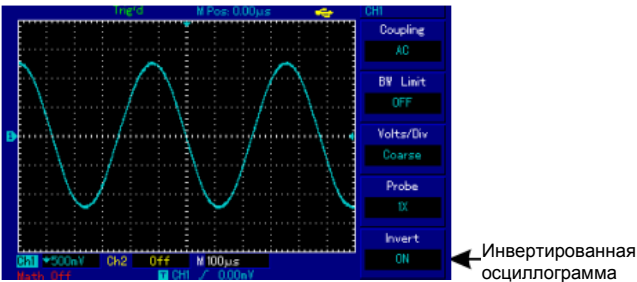 Trig'd M Pos: 0.00μs CH1
Coupling
AC
BW Limit
OFF
Volts/Div
Coarse
Probe
1X
Invert
ON
1
Ch1 500mV Ch2 Off M 100μs
Math Off T CH1 / 0.00mV
Инвертированная
осциллограмма